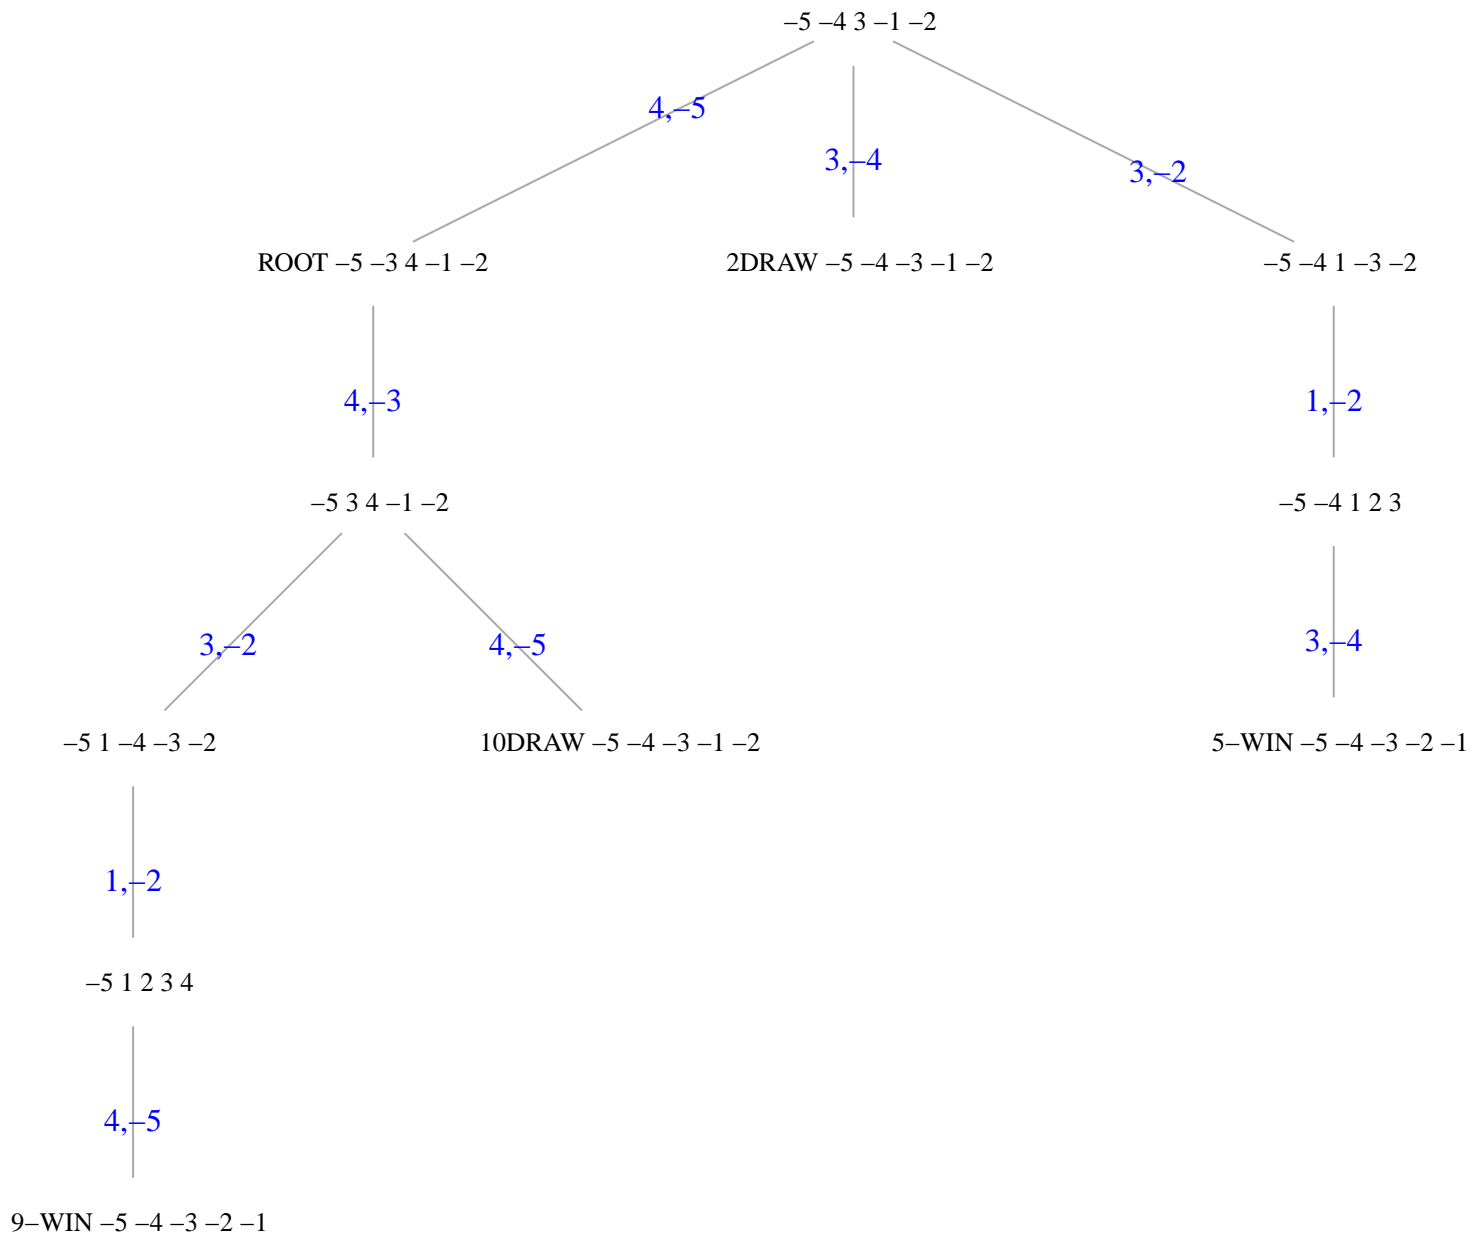 –5 –4 3 –1 –2
4,–5
3,–4
3,–2
ROOT –5 –3 4 –1 –2
2DRAW –5 –4 –3 –1 –2
–5 –4 1 –3 –2
4,–3
1,–2
–5 3 4 –1 –2
–5 –4 1 2 3
3,–2
4,–5
3,–4
–5 1 –4 –3 –2
10DRAW –5 –4 –3 –1 –2
5–WIN –5 –4 –3 –2 –1
1,–2
–5 1 2 3 4
4,–5
9–WIN –5 –4 –3 –2 –1